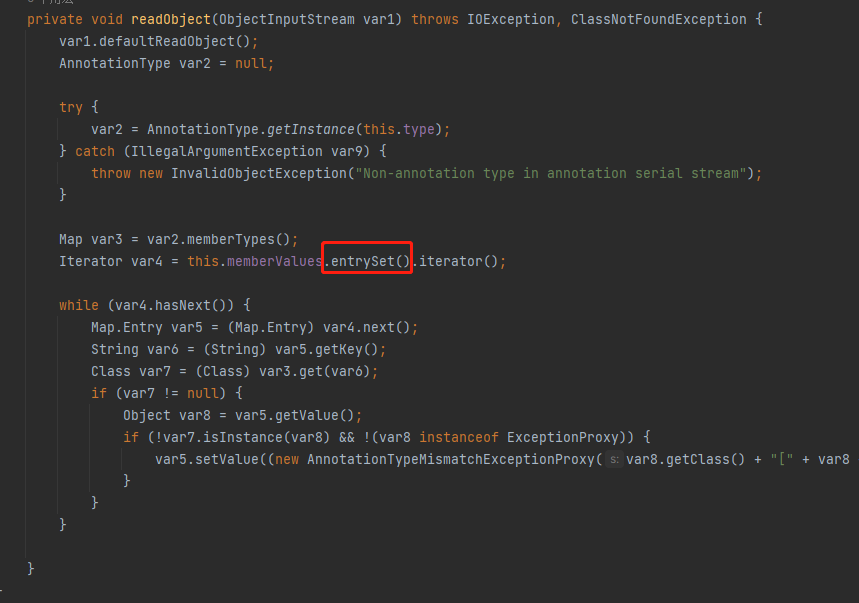 private void readObject(ObjectInputStream var1) throws IOException, ClassNotFoundException {
var1.defaultReadObject();
AnnotationType var2 = null;
try {
var2 = AnnotationType.getInstance(this.type);
} catch (IllegalArgumentException var9) {
throw new InvalidObjectException("Non-annotation type in annotation serial stream");
}
Map var3 = var2.memberTypes();
Iterator var4 = this.memberValues.entrySet().iterator();
while (var4.hasNext()) {
Map.Entry var5 = (Map.Entry) var4.next();
String var6 = (String) var5.getKey();
Class var7 = (Class) var3.get(var6);
if (var7 != null) {
Object var8 = var5.getValue();
if (!var7.isInstance(var8) && !(var8 instanceof ExceptionProxy)) {
var5.setValue((new AnnotationTypeMismatchExceptionProxy( s: var8.getClass() + "[" + var8
}
}
}
}